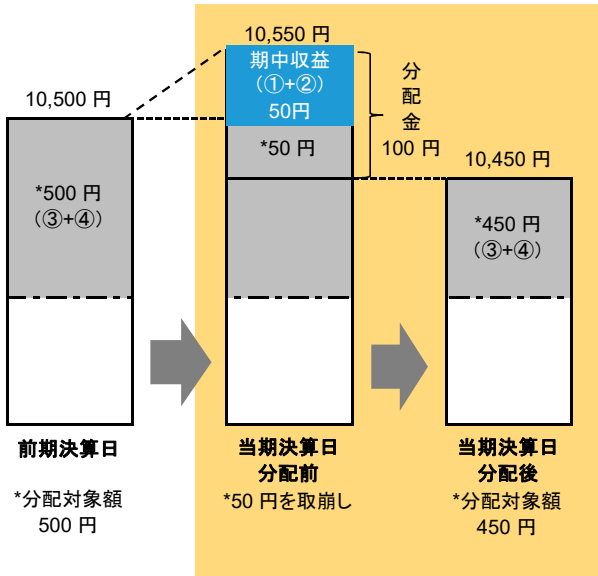 10,500 円
*500 円
(③+④)
前期決算日
*分配対象額
500 円
10,550 円
期中収益
(①+②)
50円
*50 円
分
配
金
100 円
当期決算日
分配前
*50 円を取崩し
10,450 円
*450 円
(③+④)
当期決算日
分配後
*分配対象額
450 円